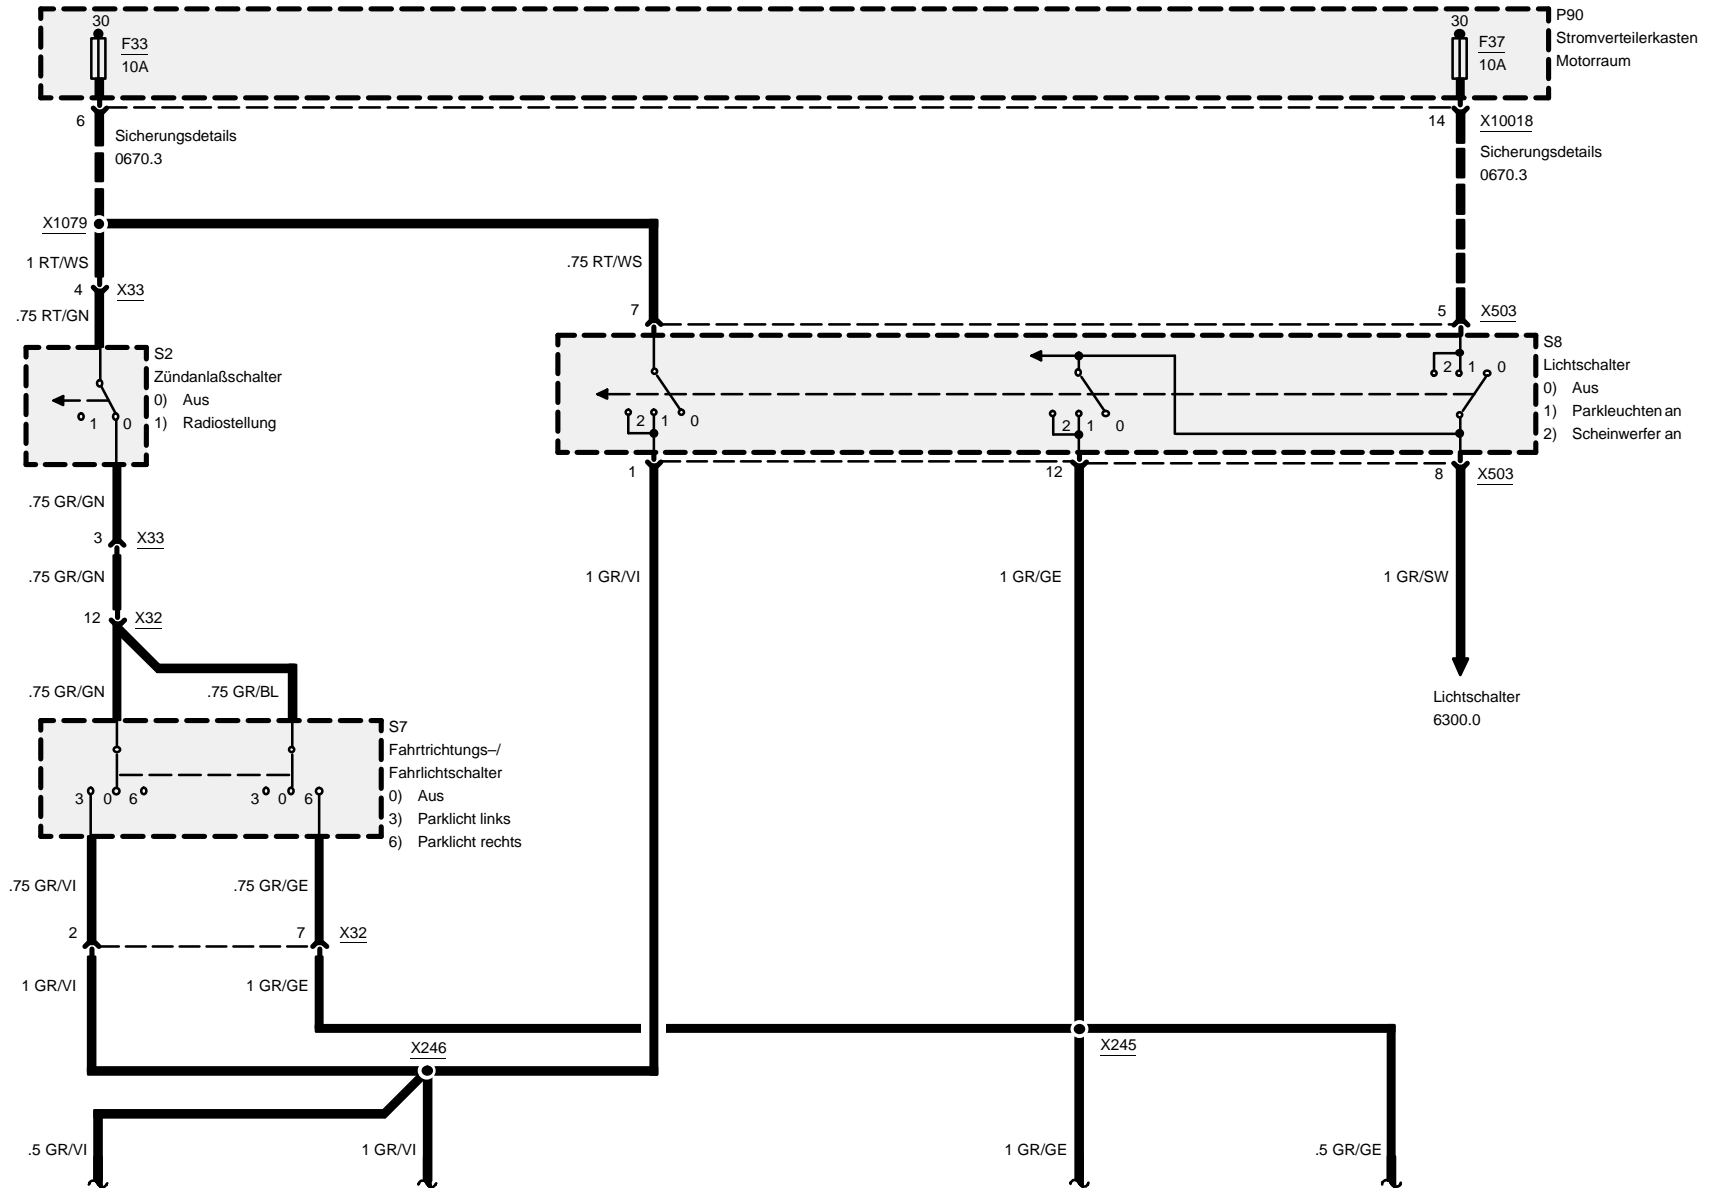 30
30
P90
F33
F37
Stromverteilerkasten
10A
10A
Motorraum
6
14
X10018
Sicherungsdetails
0670.3
Sicherungsdetails
0670.3
X1079
1 RT/WS
.75 RT/WS
4
X33
.75 RT/GN
7
5
X503
S2
Zündanlaßschalter
0) Aus
1) Radiostellung
1
0
S8
Lichtschalter
0) Aus
1) Parkleuchten an
2) Scheinwerfer an
2
1
0
2
1
0
2
1
0
1
12
8
X503
.75 GR/GN
3
X33
.75 GR/GN
1 GR/VI
1 GR/GE
1 GR/SW
12
X32
.75 GR/GN
.75 GR/BL
Lichtschalter
6300.0
S7
Fahrtrichtungs–/
Fahrlichtschalter
0) Aus
3) Parklicht links
6) Parklicht rechts
3
0
6
3
0
6
.75 GR/VI
.75 GR/GE
2
7
X32
1 GR/VI
1 GR/GE
X246
X245
.5 GR/VI
1 GR/VI
1 GR/GE
.5 GR/GE